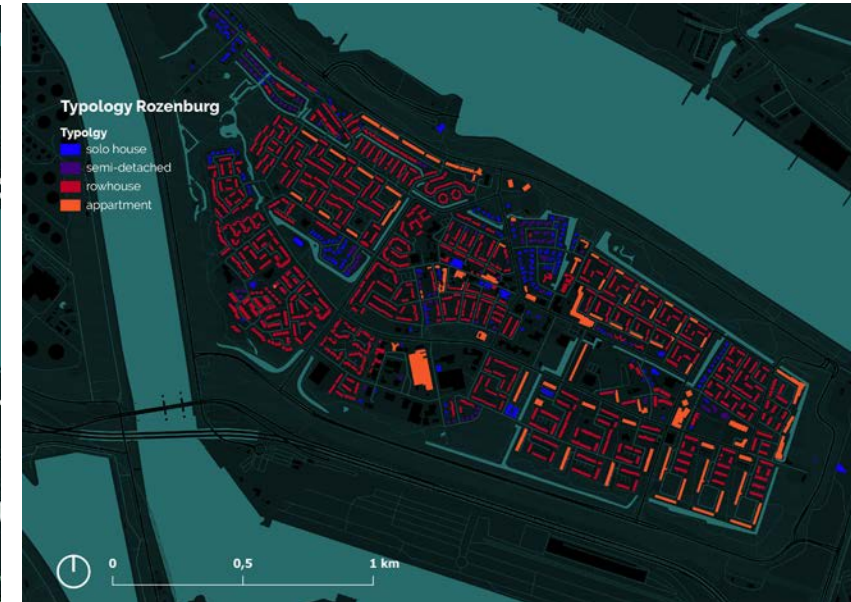 Typology Rozenburg
Typolgy
solo house
semi-detached
rowhouse
appartment
0 0,5 1 km